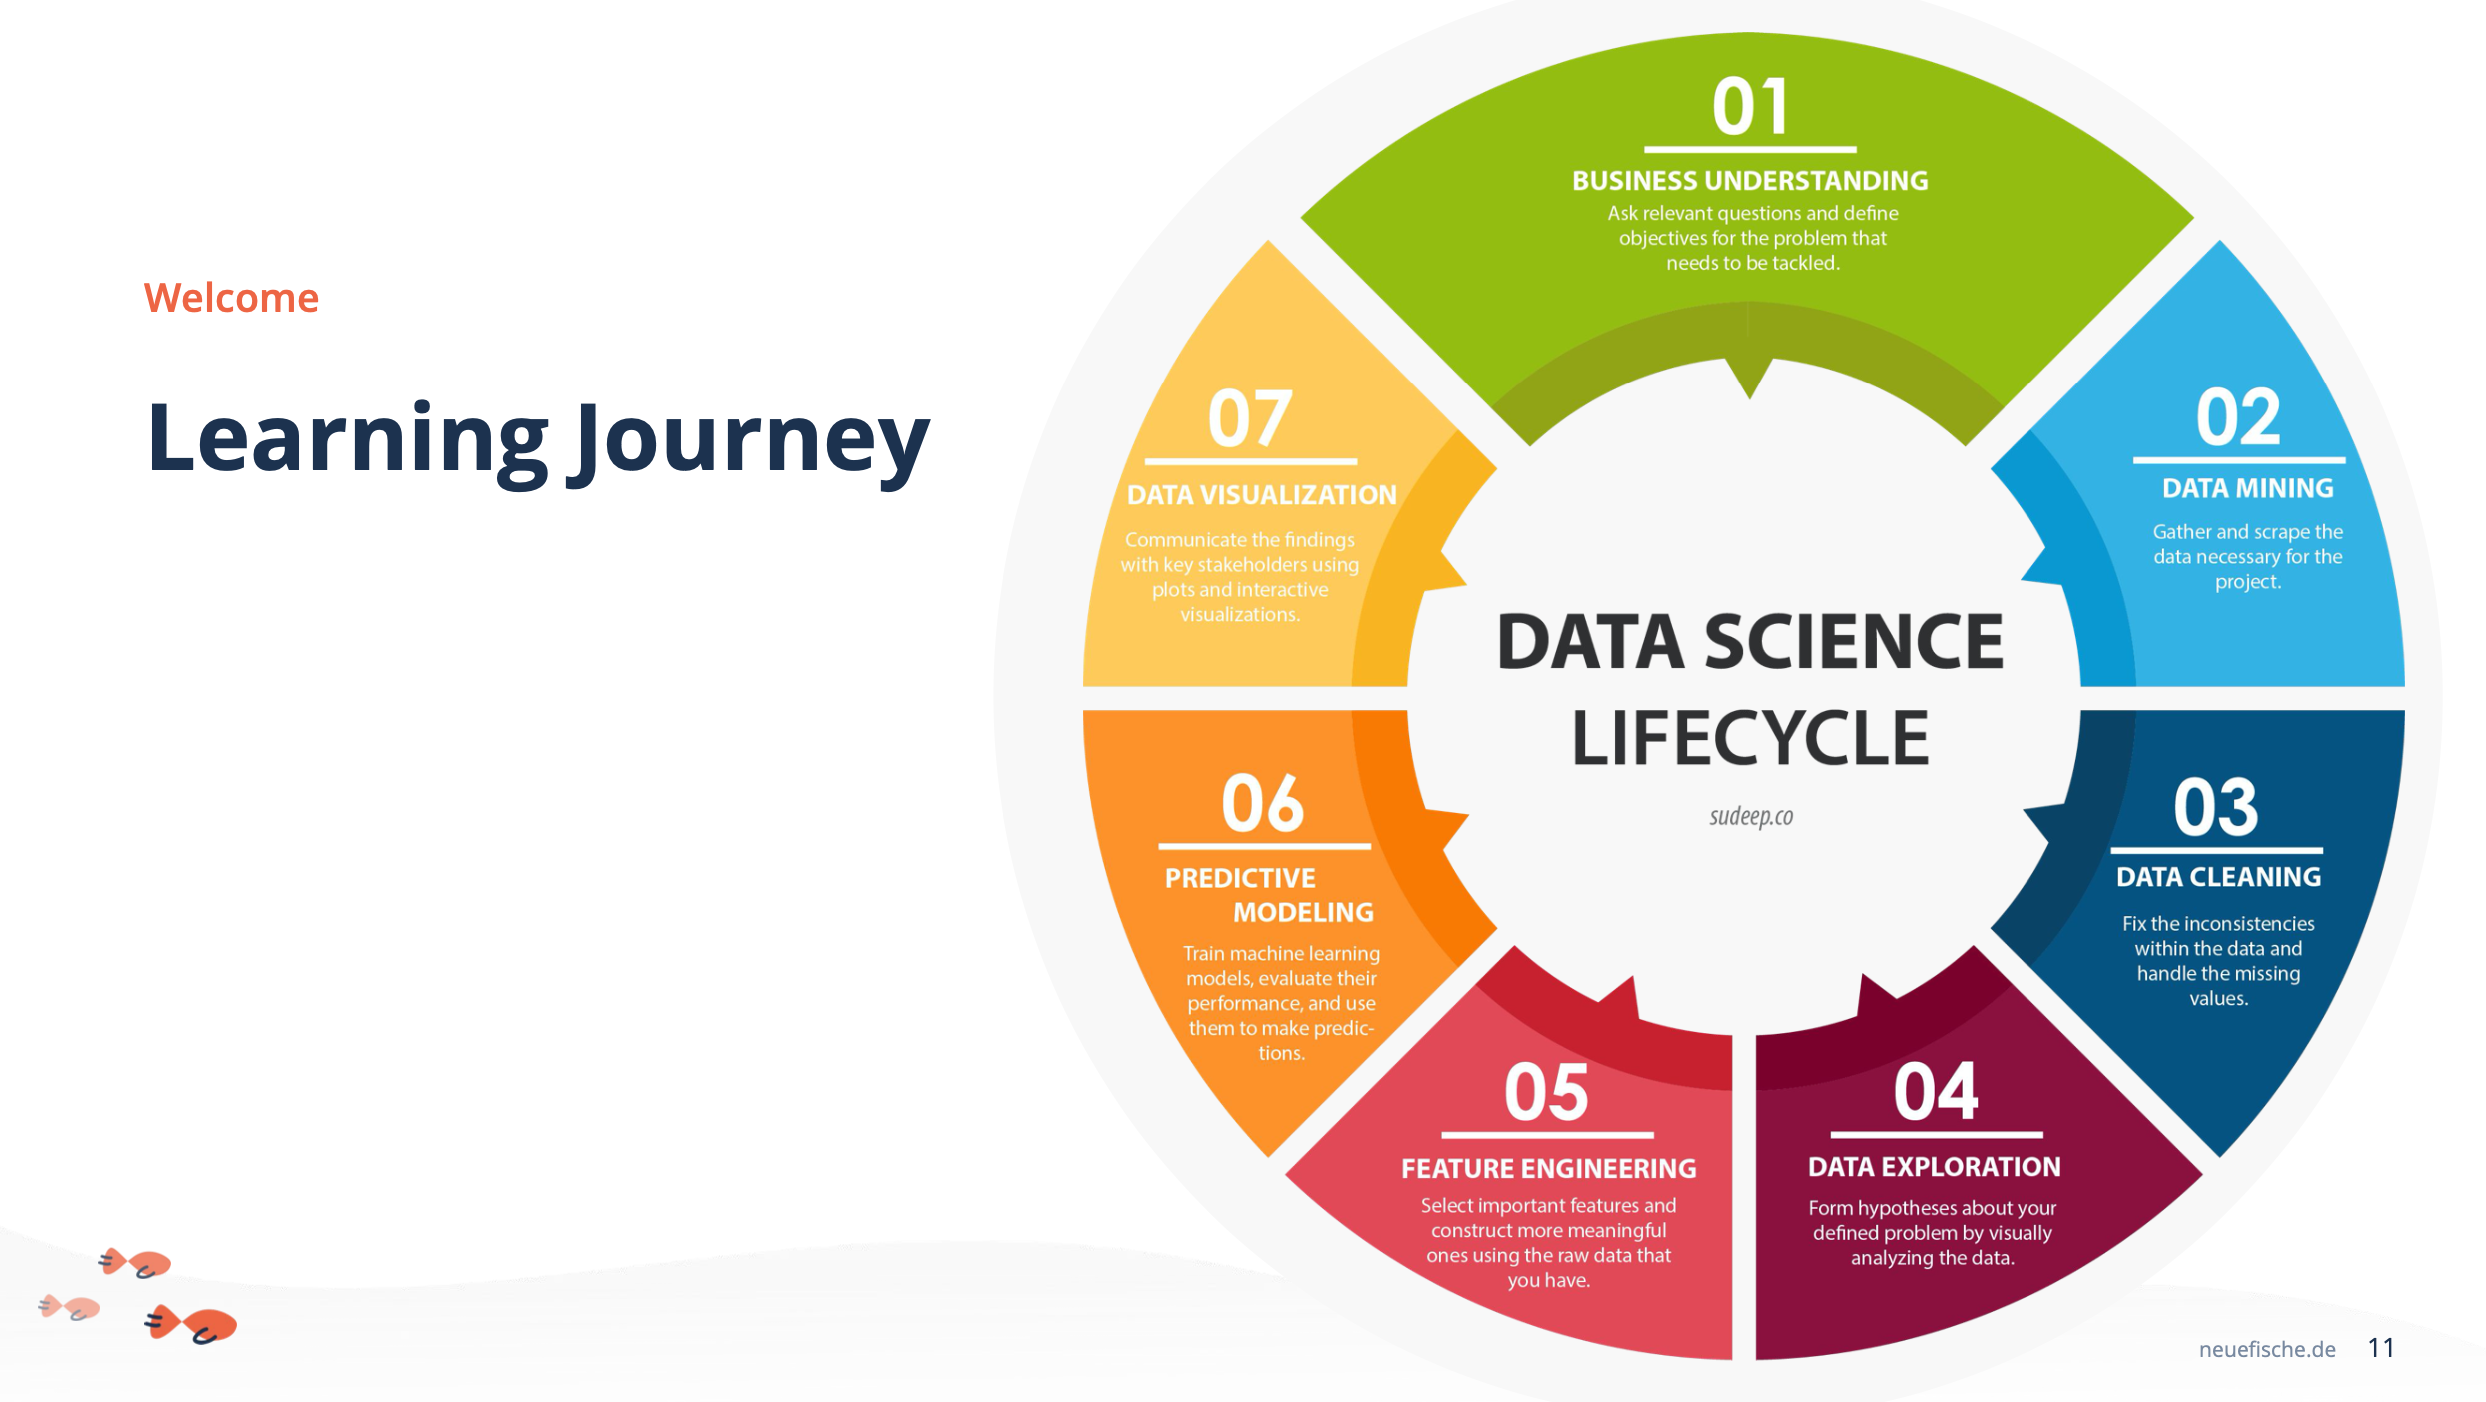 Welcome
Learning Journey
01
BUSINESS UNDERSTANDING
Ask relevant questions and define
objectives for the problem that
needs to be tackled.
02
DATA MINING
Gather and scrape the
data necessary for the
project.
03
DATA CLEANING
Fix the inconsistencies
within the data and
handle the missing
values.
04
DATA EXPLORATION
Form hypotheses about your
defined problem by visually
analyzing the data.
05
FEATURE ENGINEERING
Select important features and
construct more meaningful
ones using the raw data that
you have.
06
PREDICTIVE
MODELING
Train machine learning
models, evaluate their
performance, and use
them to make predic-
tions.
07
DATA VISUALIZATION
Communicate the findings
with key stakeholders using
plots and interactive
visualizations.
DATA SCIENCE
LIFECYCLE
sudeep.co
neuefische.de 11